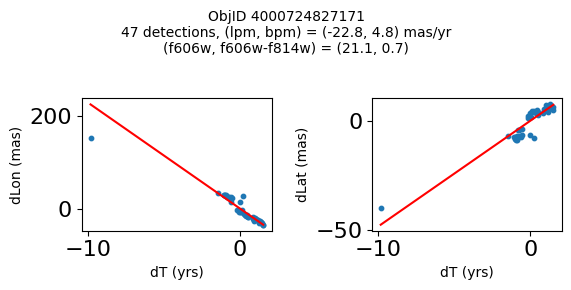 ObjID 4000724827171
47 detections, (lpm, bpm) = (-22.8, 4.8) mas/yr
(f606w, f606w-f814w) = (21.1, 0.7)
dLon (mas)
200
0
−10
0
dT (yrs)
dLat (mas)
0
−50
−10
0
dT (yrs)